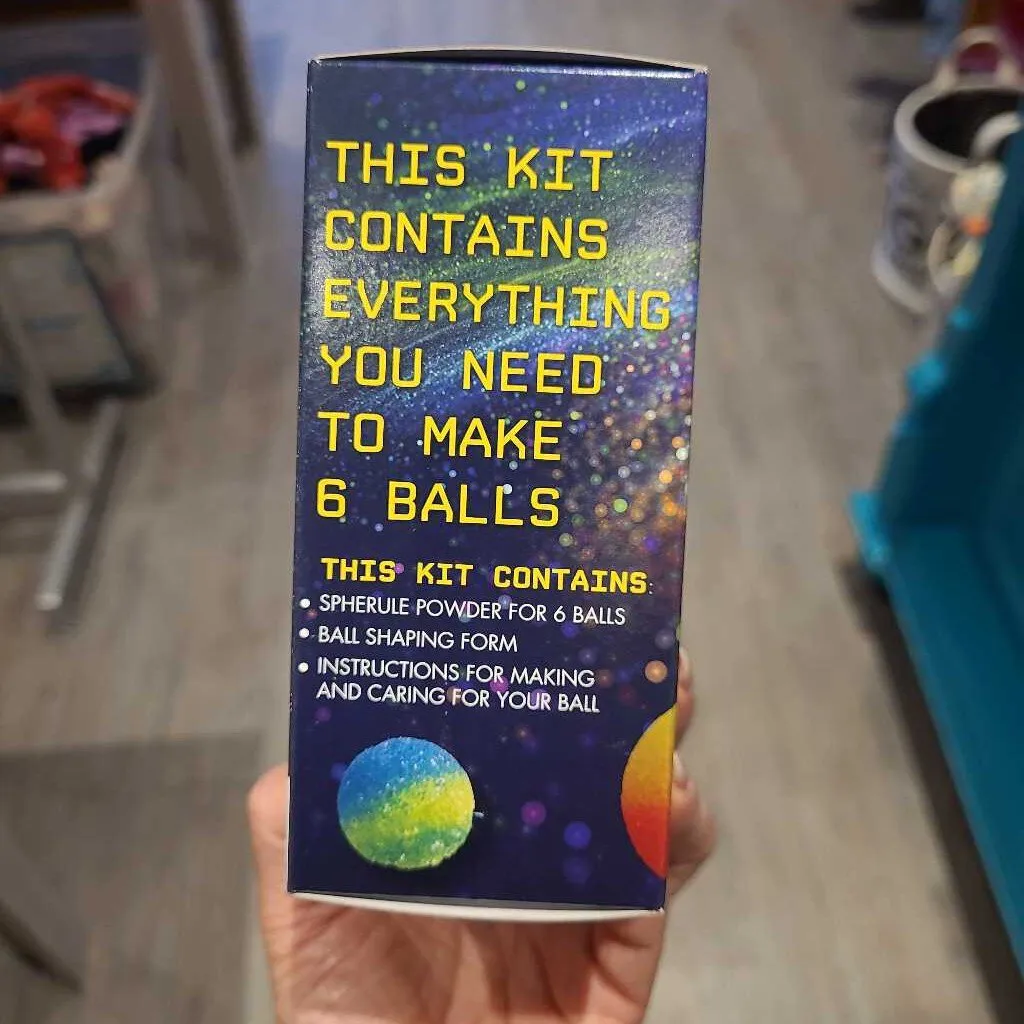 THIS KIT
CONTAINS
EVERYTHING
YOU NEED
TO MAKE
6 BALLS
THIS KIT CONTAINS:
• SPHERULE POWDER FOR 6 BALLS
• BALL SHAPING FORM
• INSTRUCTIONS FOR MAKING
AND CARING FOR YOUR BALL